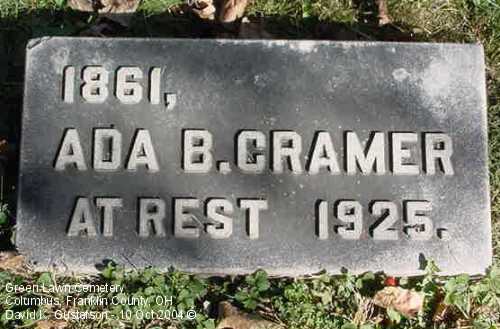 1861,
ADA B. CRAMER
AT REST 1925.
Green Lawn Cemetery
Columbus, Franklin County, OH
David K. Gustafson - 10 Oct 2004 ©